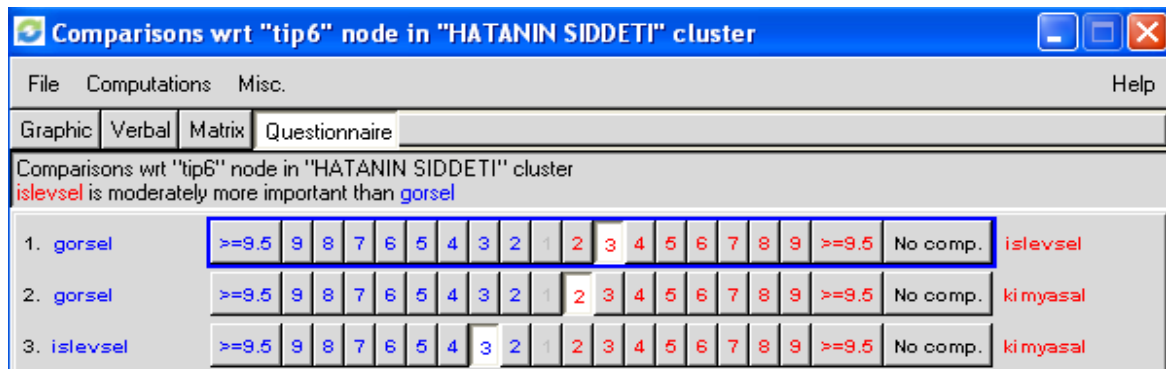 Comparisons wrt "tip6" node in "HATANIN SIDDETI" cluster
File Computations Misc. Help
Graphic Verbal Matrix Questionnaire
Comparisons wrt "tip6" node in "HATANIN SIDDETI" cluster
islevsel is moderately more important than gorsel
1. gorsel >=9.5 9 8 7 6 5 4 3 2 1 2 3 4 5 6 7 8 9 >=9.5 No comp. islevsel
2. gorsel >=9.5 9 8 7 6 5 4 3 2 1 2 3 4 5 6 7 8 9 >=9.5 No comp. kimyasal
3. islevsel >=9.5 9 8 7 6 5 4 3 2 1 2 3 4 5 6 7 8 9 >=9.5 No comp. kimyasal